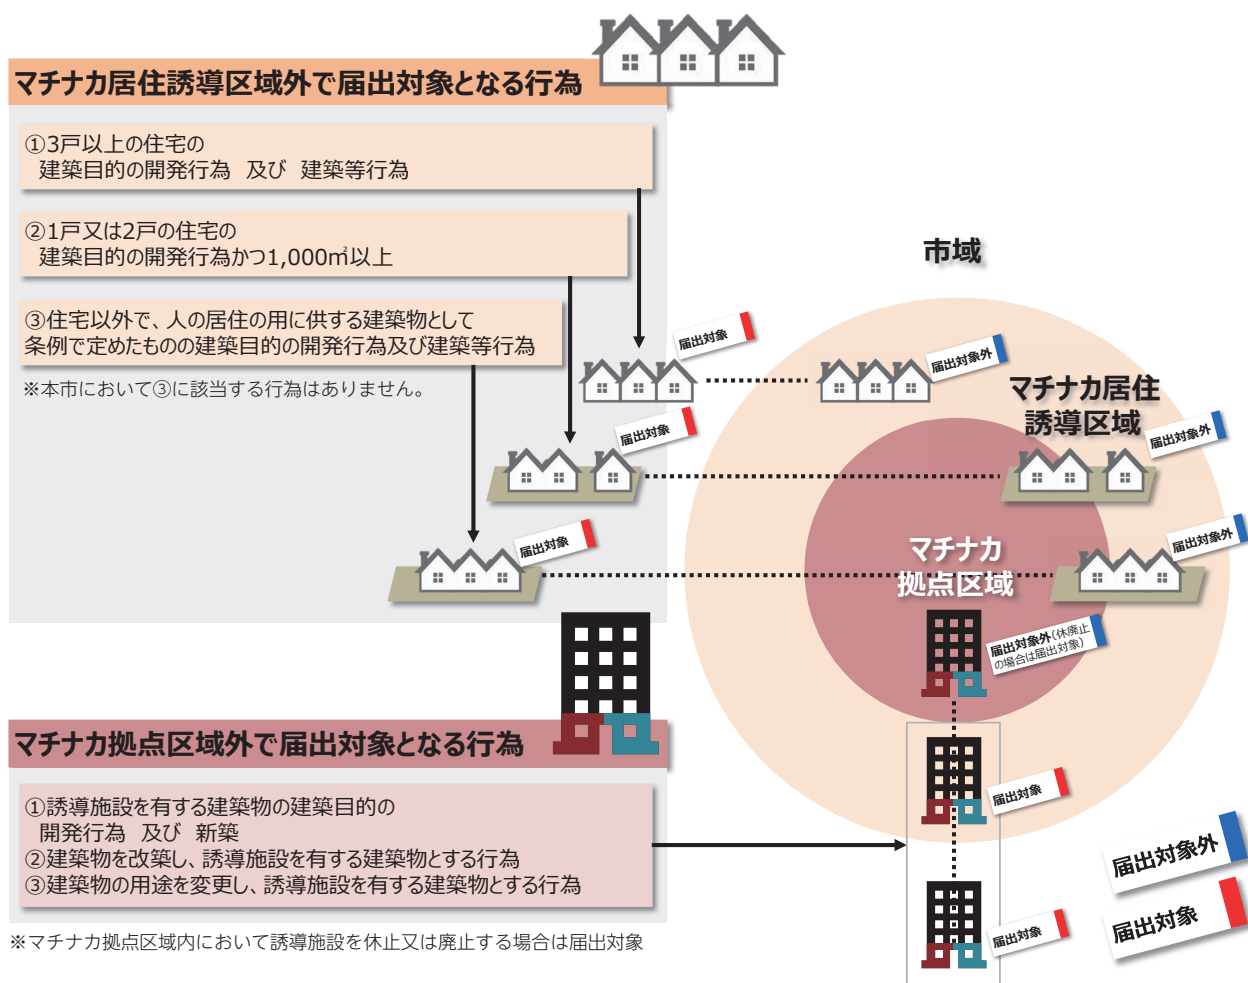 マチナカ居住誘導区域外で届出対象となる行為
①3戸以上の住宅の
建築目的の開発行為 及び 建築等行為
②1戸又は2戸の住宅の
建築目的の開発行為かつ1,000㎡以上
③住宅以外で、人の居住の用に供する建築物として
条例で定めたものの建築目的の開発行為及び建築等行為
※本市において③に該当する行為はありません。
市域
届出対象
届出対象外
マチナカ居住
誘導区域
届出対象
届出対象外
届出対象
届出対象外
マチナカ
拠点区域
届出対象外(休廃止
の場合は届出対象)
マチナカ拠点区域外で届出対象となる行為
①誘導施設を有する建築物の建築目的の
開発行為 及び 新築
②建築物を改築し、誘導施設を有する建築物とする行為
③建築物の用途を変更し、誘導施設を有する建築物とする行為
※マチナカ拠点区域内において誘導施設を休止又は廃止する場合は届出対象
届出対象
届出対象
届出対象外
届出対象